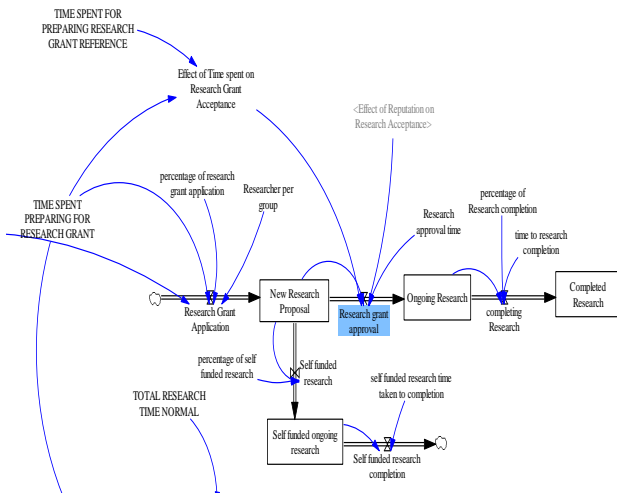 TIME SPENT FOR
PREPARING RESEARCH
GRANT REFERENCE
Effect of Time spent on
Research Grant
Acceptance
<Effect of Reputation on
Research Acceptance>
percentage of research
grant application
Researcher per
group
percentage of
Research completion
TIME SPENT
PREPARING FOR
RESEARCH GRANT
Research
approval time
time to research
completion
New Research
Proposal
Ongoing Research
Completed
Research
Research Grant
Application
Research grant
approval
completing
Research
percentage of self
funded research
Self funded
research
self funded research time
taken to completion
TOTAL RESEARCH
TIME NORMAL
Self funded ongoing
research
Self funded research
completion